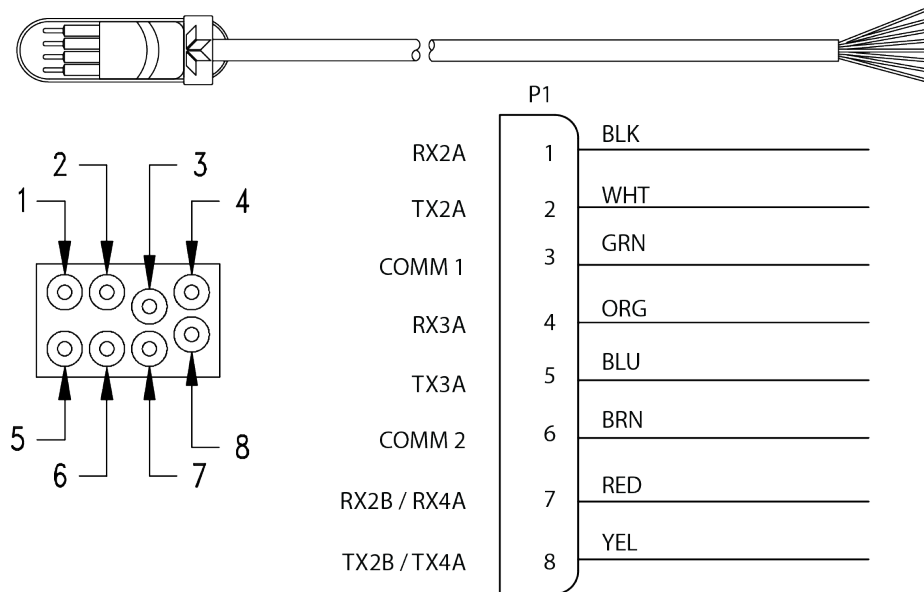 P1
2
3
1
4
5
8
6
7
RX2A 1 BLK
TX2A 2 WHT
COMM 1 3 GRN
RX3A 4 ORG
TX3A 5 BLU
COMM 2 6 BRN
RX2B / RX4A 7 RED
TX2B / TX4A 8 YEL